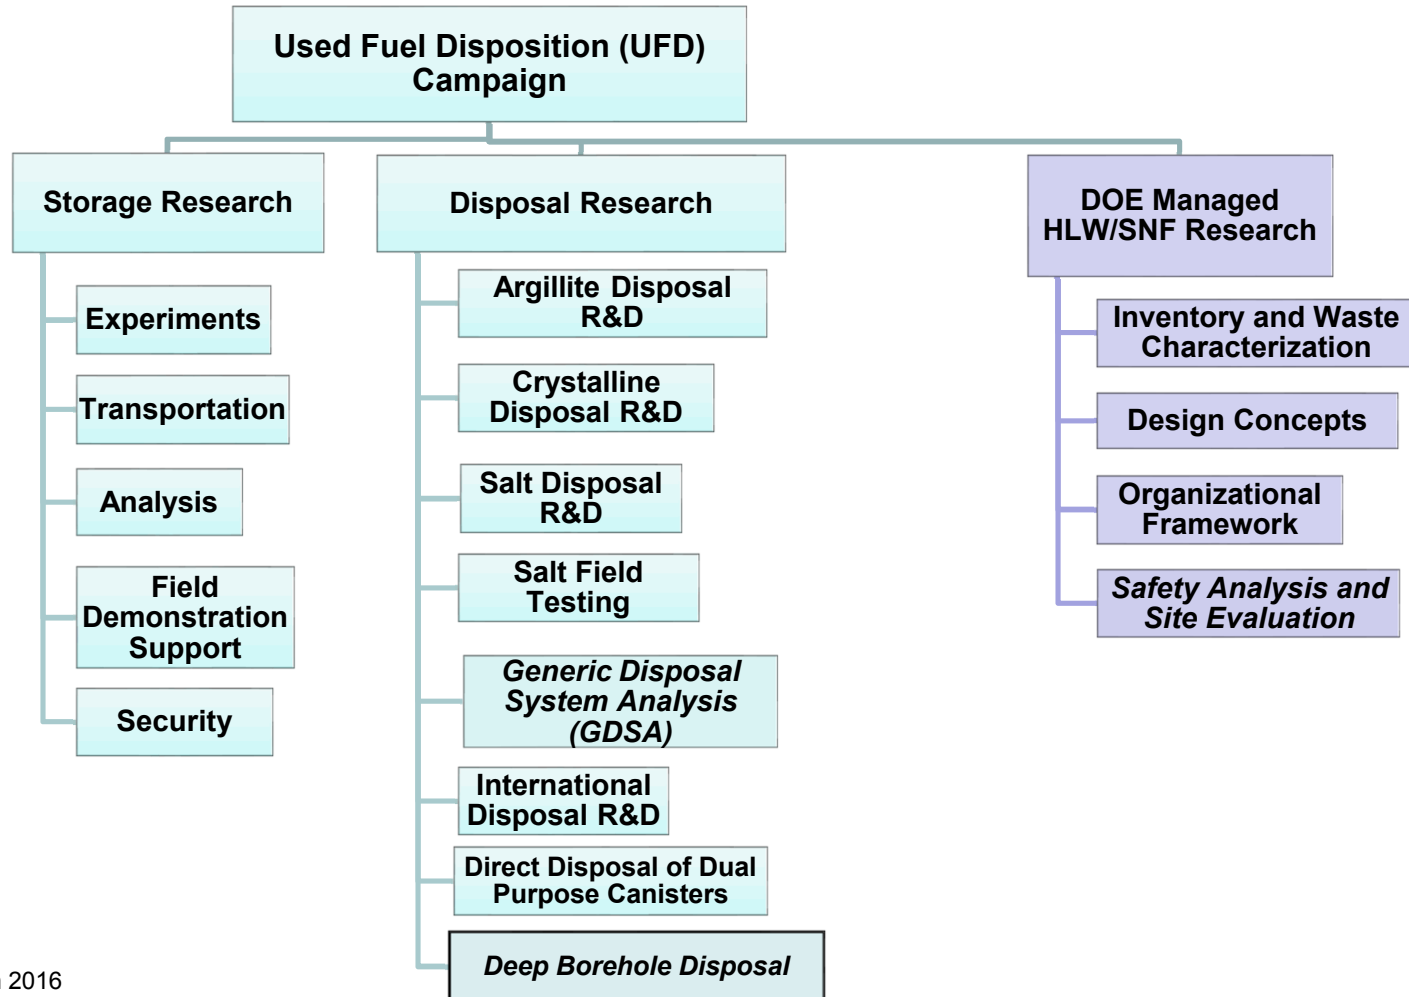 Used Fuel Disposition (UFD)
Campaign
Storage Research
Experiments
Transportation
Analysis
Field
Demonstration
Support
Security
Disposal Research
Argillite Disposal
R&D
Crystalline
Disposal R&D
Salt Disposal
R&D
Salt Field
Testing
Generic Disposal
System Analysis
(GDSA)
International
Disposal R&D
Direct Disposal of Dual
Purpose Canisters
Deep Borehole Disposal
DOE Managed
HLW/SNF Research
Inventory and Waste
Characterization
Design Concepts
Organizational
Framework
Safety Analysis and
Site Evaluation
2016